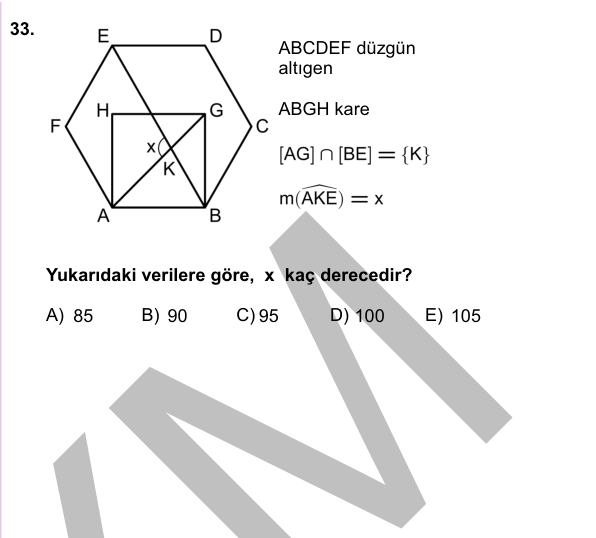 33.
E
D
ABCDEF düzgün
altıgen
H
G
ABGH kare
F
C
x
K
[AG] ∩ [BE] = {K}
m(AKE) = x
A
B
Yukarıdaki verilere göre, x kaç derecedir?
A) 85 B) 90 C) 95 D) 100 E) 105